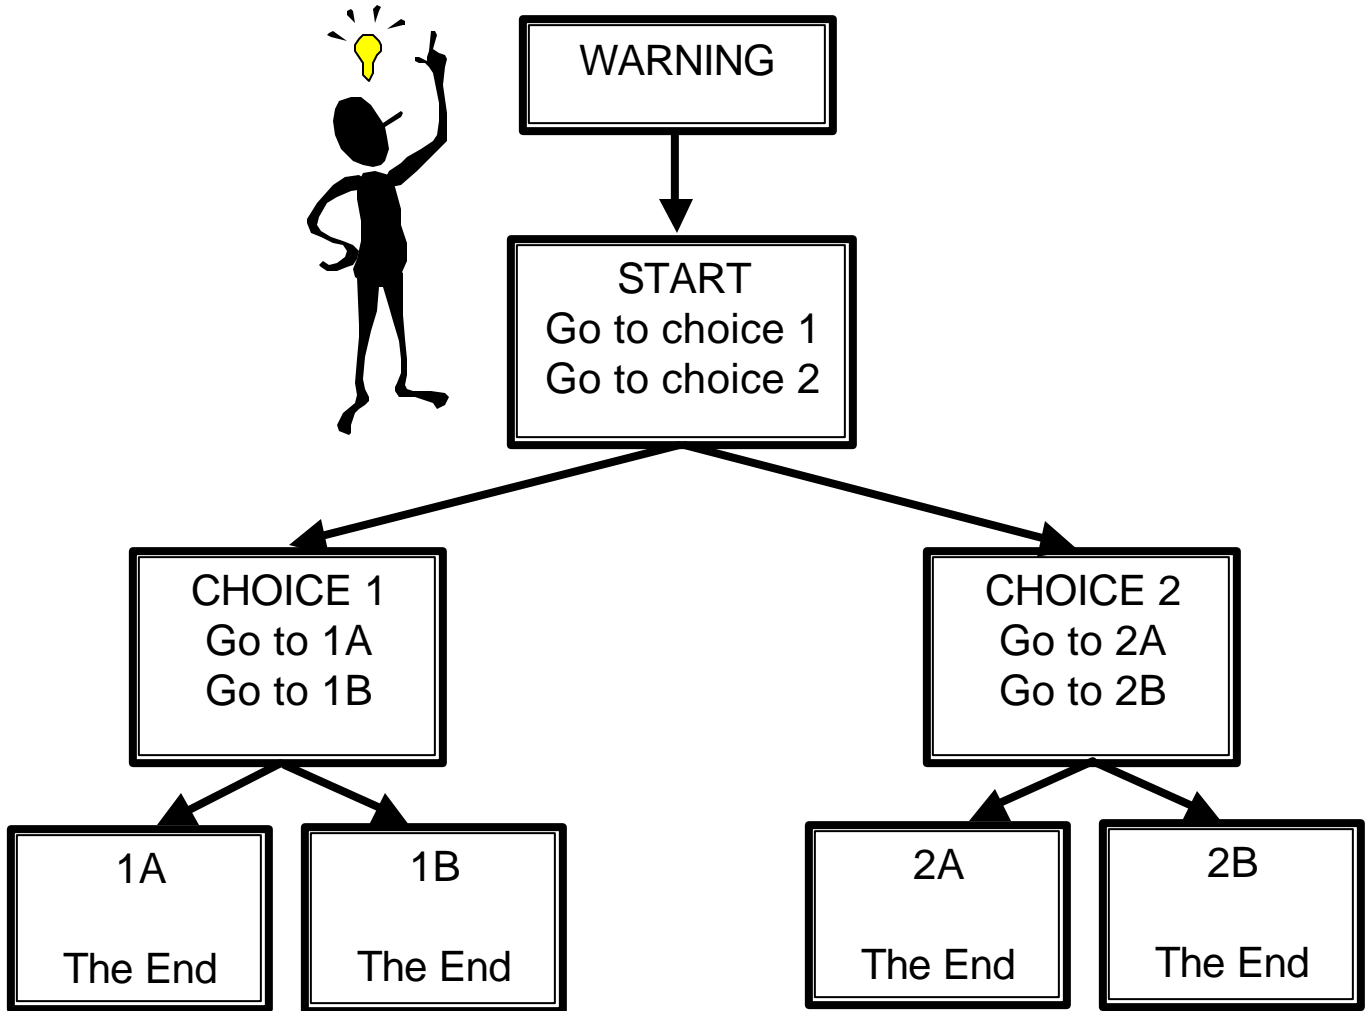 WARNING
START
Go to choice 1
Go to choice 2
CHOICE 1
Go to 1A
Go to 1B
CHOICE 2
Go to 2A
Go to 2B
1A
The End
1B
The End
2A
The End
2B
The End